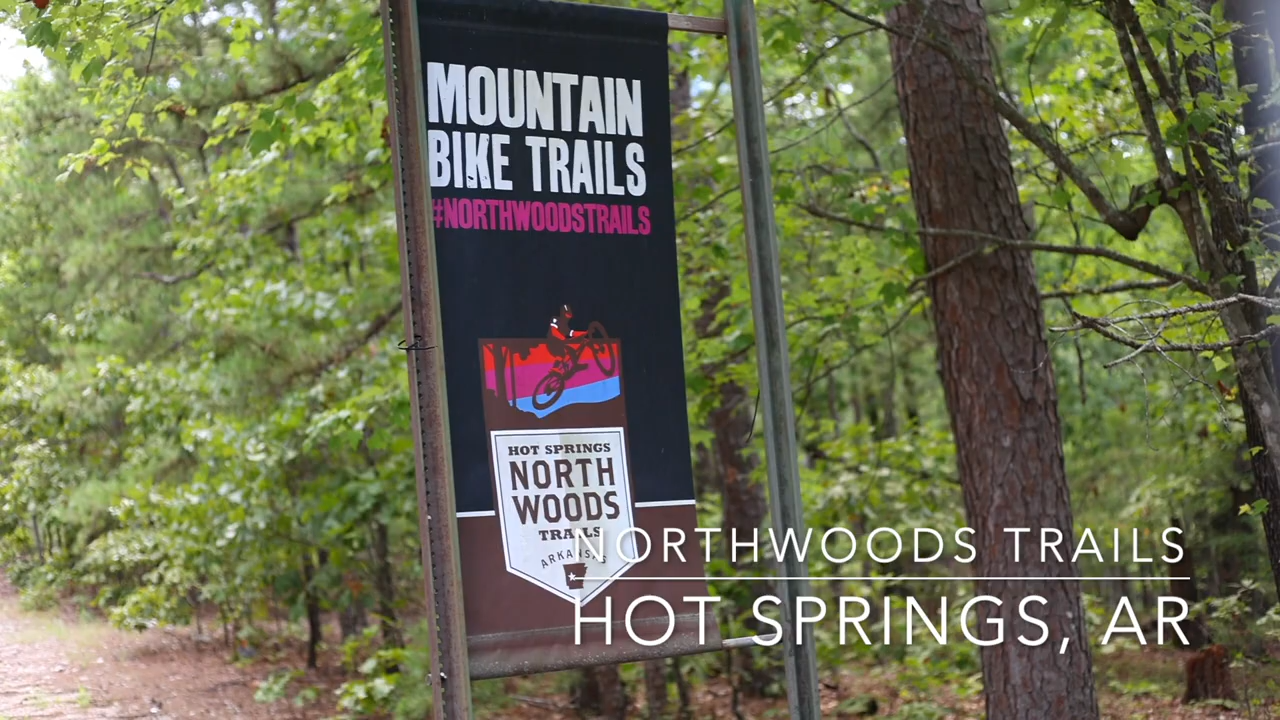 MOUNTAIN
BIKE TRAILS
#NORTHWOODSTRAILS
HOT SPRINGS
NORTH
WOODS
TRAILS
ARKANSAS
NORTHWOODS TRAILS
HOT SPRINGS, AR